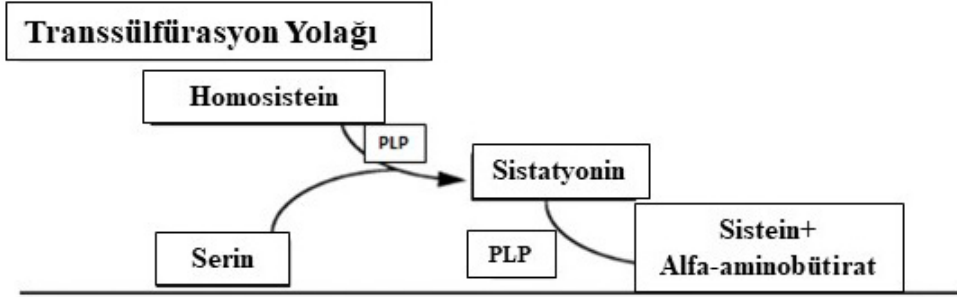 Transsülfürasyon Yolağı
Homosistein
PLP
Sistatyonin
Serin
PLP
Sistein+
Alfa-aminobütirat